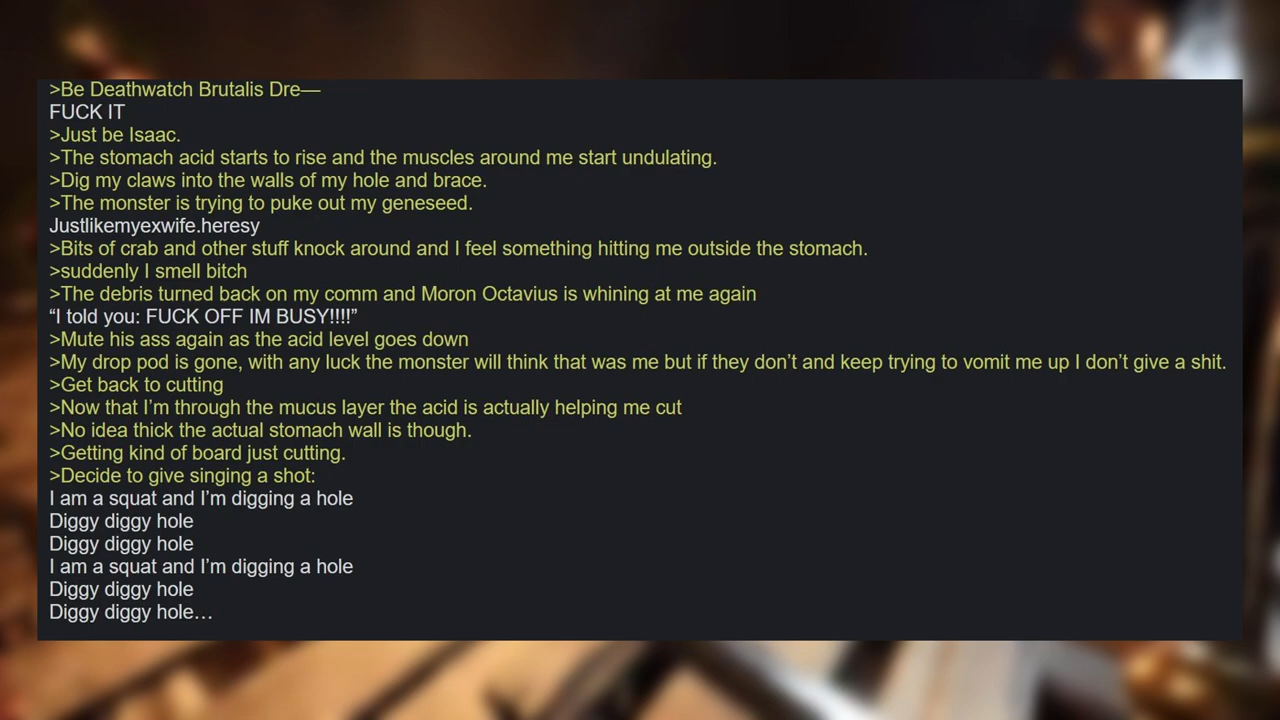 >Be Deathwatch Brutalis Dre—
FUCK IT
>Just be Isaac.
>The stomach acid starts to rise and the muscles around me start undulating.
>Dig my claws into the walls of my hole and brace.
>The monster is trying to puke out my geneseed.
Justlikemyexwife.heresy
>Bits of crab and other stuff knock around and I feel something hitting me outside the stomach.
>suddenly I smell bitch
>The debris turned back on my comm and Moron Octavius is whining at me again
“I told you: FUCK OFF IM BUSY!!!!”
>Mute his ass again as the acid level goes down
>My drop pod is gone, with any luck the monster will think that was me but if they don’t and keep trying to vomit me up I don’t give a shit.
>Get back to cutting
>Now that I’m through the mucus layer the acid is actually helping me cut
>No idea thick the actual stomach wall is though.
>Getting kind of board just cutting.
>Decide to give singing a shot:
I am a squat and I’m digging a hole
Diggy diggy hole
Diggy diggy hole
I am a squat and I’m digging a hole
Diggy diggy hole
Diggy diggy hole…